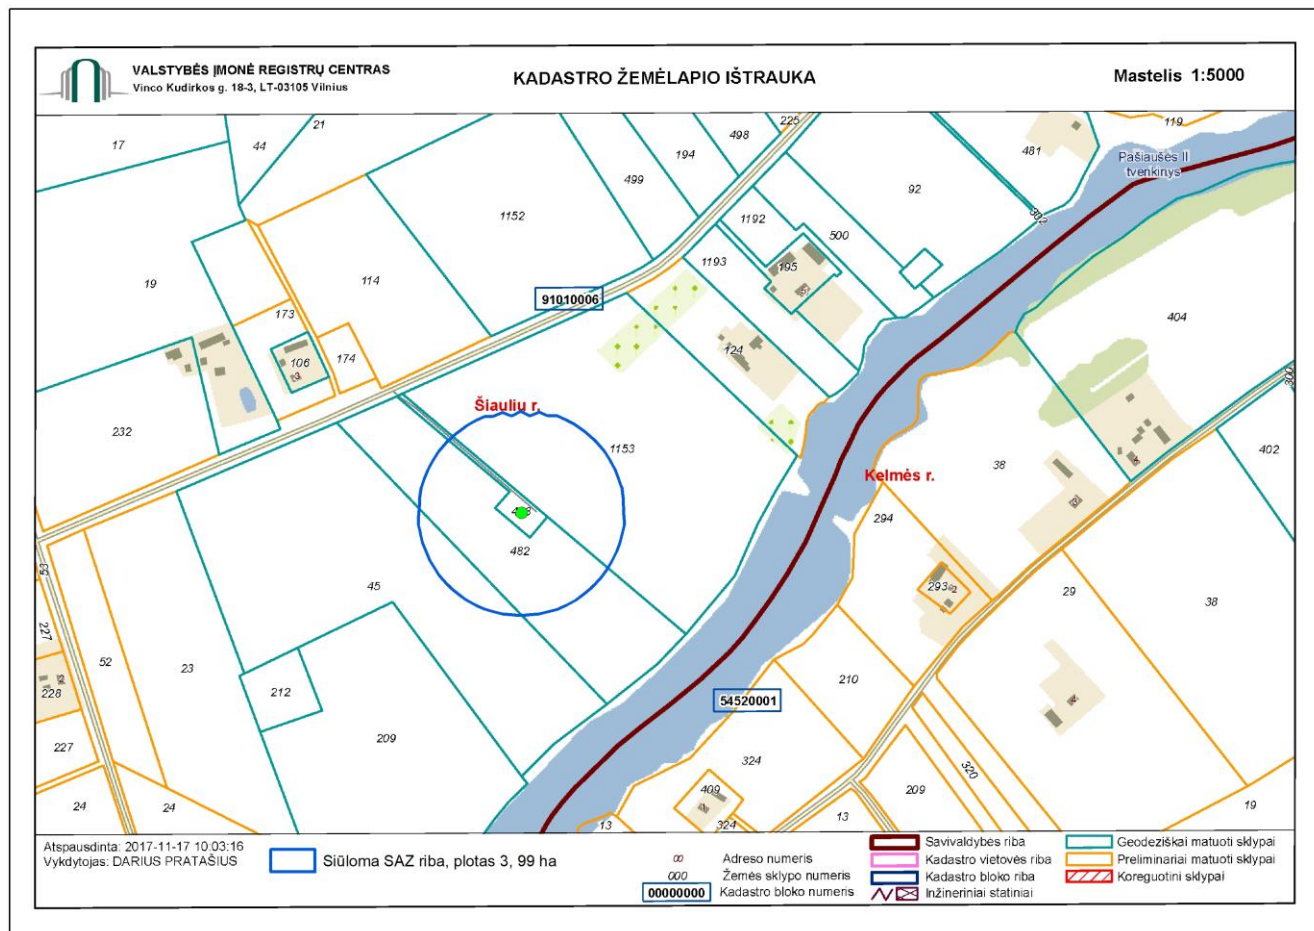 VALSTYBĖS ĮMONĖ REGISTRŲ CENTRAS
Vinco Kudirkos g. 18-3, LT-03105 Vilnius
KADASTRO ŽEMĖLAPIO IŠTRAUKA
Mastelis 1:5000
17
44
21
225
498
194
499
1152
119
481
Pašiaušės II
tvenkinys
92
302
1192
500
19
114
1193
195
91010006
173
106
174
124
404
300
232
Šiaulių r.
1153
402
38
Kelmės r.
294
482
53
45
293
29
38
227
52
23
228
212
210
54520001
209
227
324
320
409
209
24
24
13
324
13
19
Atspausdinta: 2017-11-17 10:03:16
Vykdytojas: DARIUS PRATAŠIUS
Siūloma SAZ riba, plotas 3, 99 ha
00 Adreso numeris
000 Žemės sklypo numeris
00000000 Kadastro bloko numeris
Savivaldybės riba
Kadastro vietovės riba
Kadastro bloko riba
Inžineriniai statiniai
Geodeziškai matuoti sklypai
Preliminariai matuoti sklypai
Koreguotini sklypai